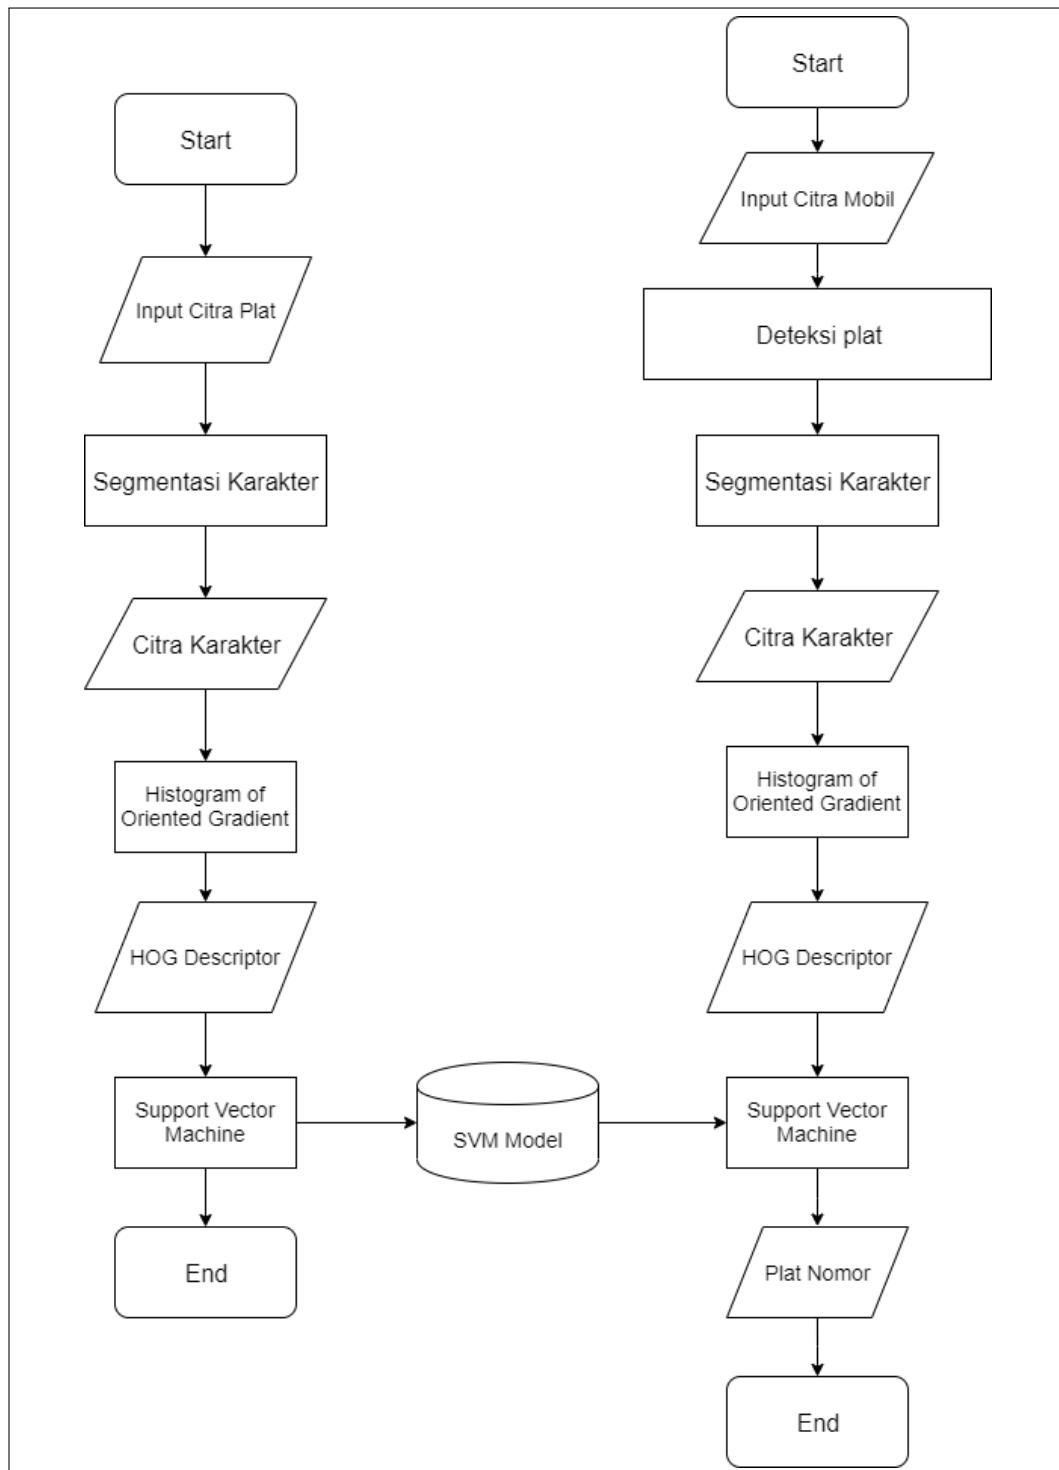 Start
Input Citra Plat
Segmentasi Karakter
Citra Karakter
Histogram of
Oriented Gradient
HOG Descriptor
Support Vector
Machine
End
SVM Model
Start
Input Citra Mobil
Deteksi plat
Segmentasi Karakter
Citra Karakter
Histogram of
Oriented Gradient
HOG Descriptor
Support Vector
Machine
Plat Nomor
End